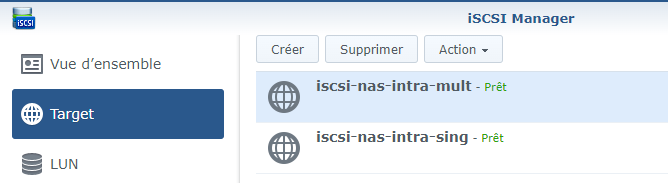 iSCSI
iSCSI Manager
Vue d’ensemble
Target
LUN
Créer Supprimer Action
iscsi-nas-intra-mult - Prêt
iscsi-nas-intra-sing - Prêt